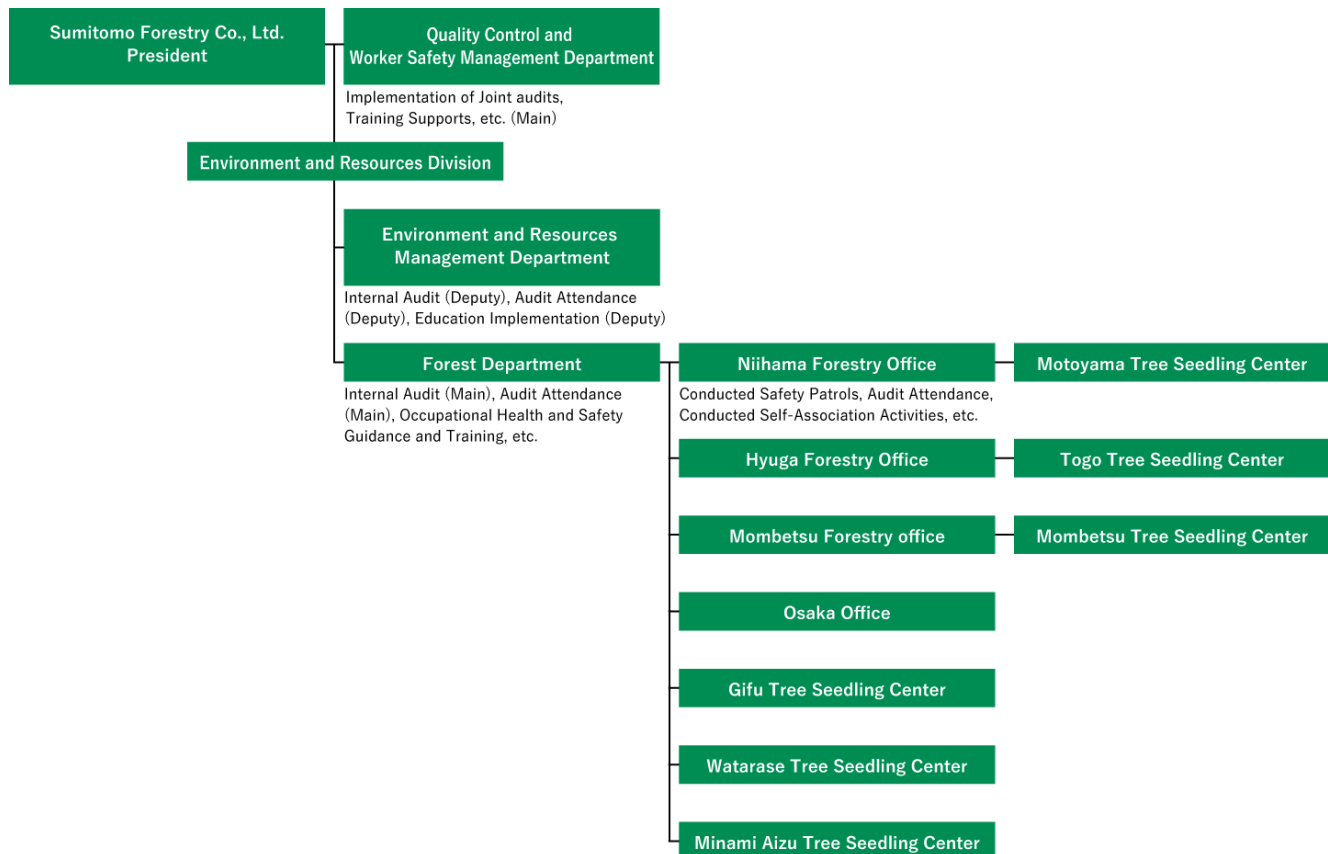 Sumitomo Forestry Co., Ltd.
President
Quality Control and
Worker Safety Management Department
Implementation of Joint audits,
Training Supports, etc. (Main)
Environment and Resources Division
Environment and Resources
Management Department
Internal Audit (Deputy), Audit Attendance
(Deputy), Education Implementation (Deputy)
Forest Department
Internal Audit (Main), Audit Attendance
(Main), Occupational Health and Safety
Guidance and Training, etc.
Niihama Forestry Office
Conducted Safety Patrols, Audit Attendance,
Conducted Self-Association Activities, etc.
Motoyama Tree Seedling Center
Hyuga Forestry Office
Togo Tree Seedling Center
Mombetsu Forestry office
Mombetsu Tree Seedling Center
Osaka Office
Gifu Tree Seedling Center
Watarase Tree Seedling Center
Minami Aizu Tree Seedling Center